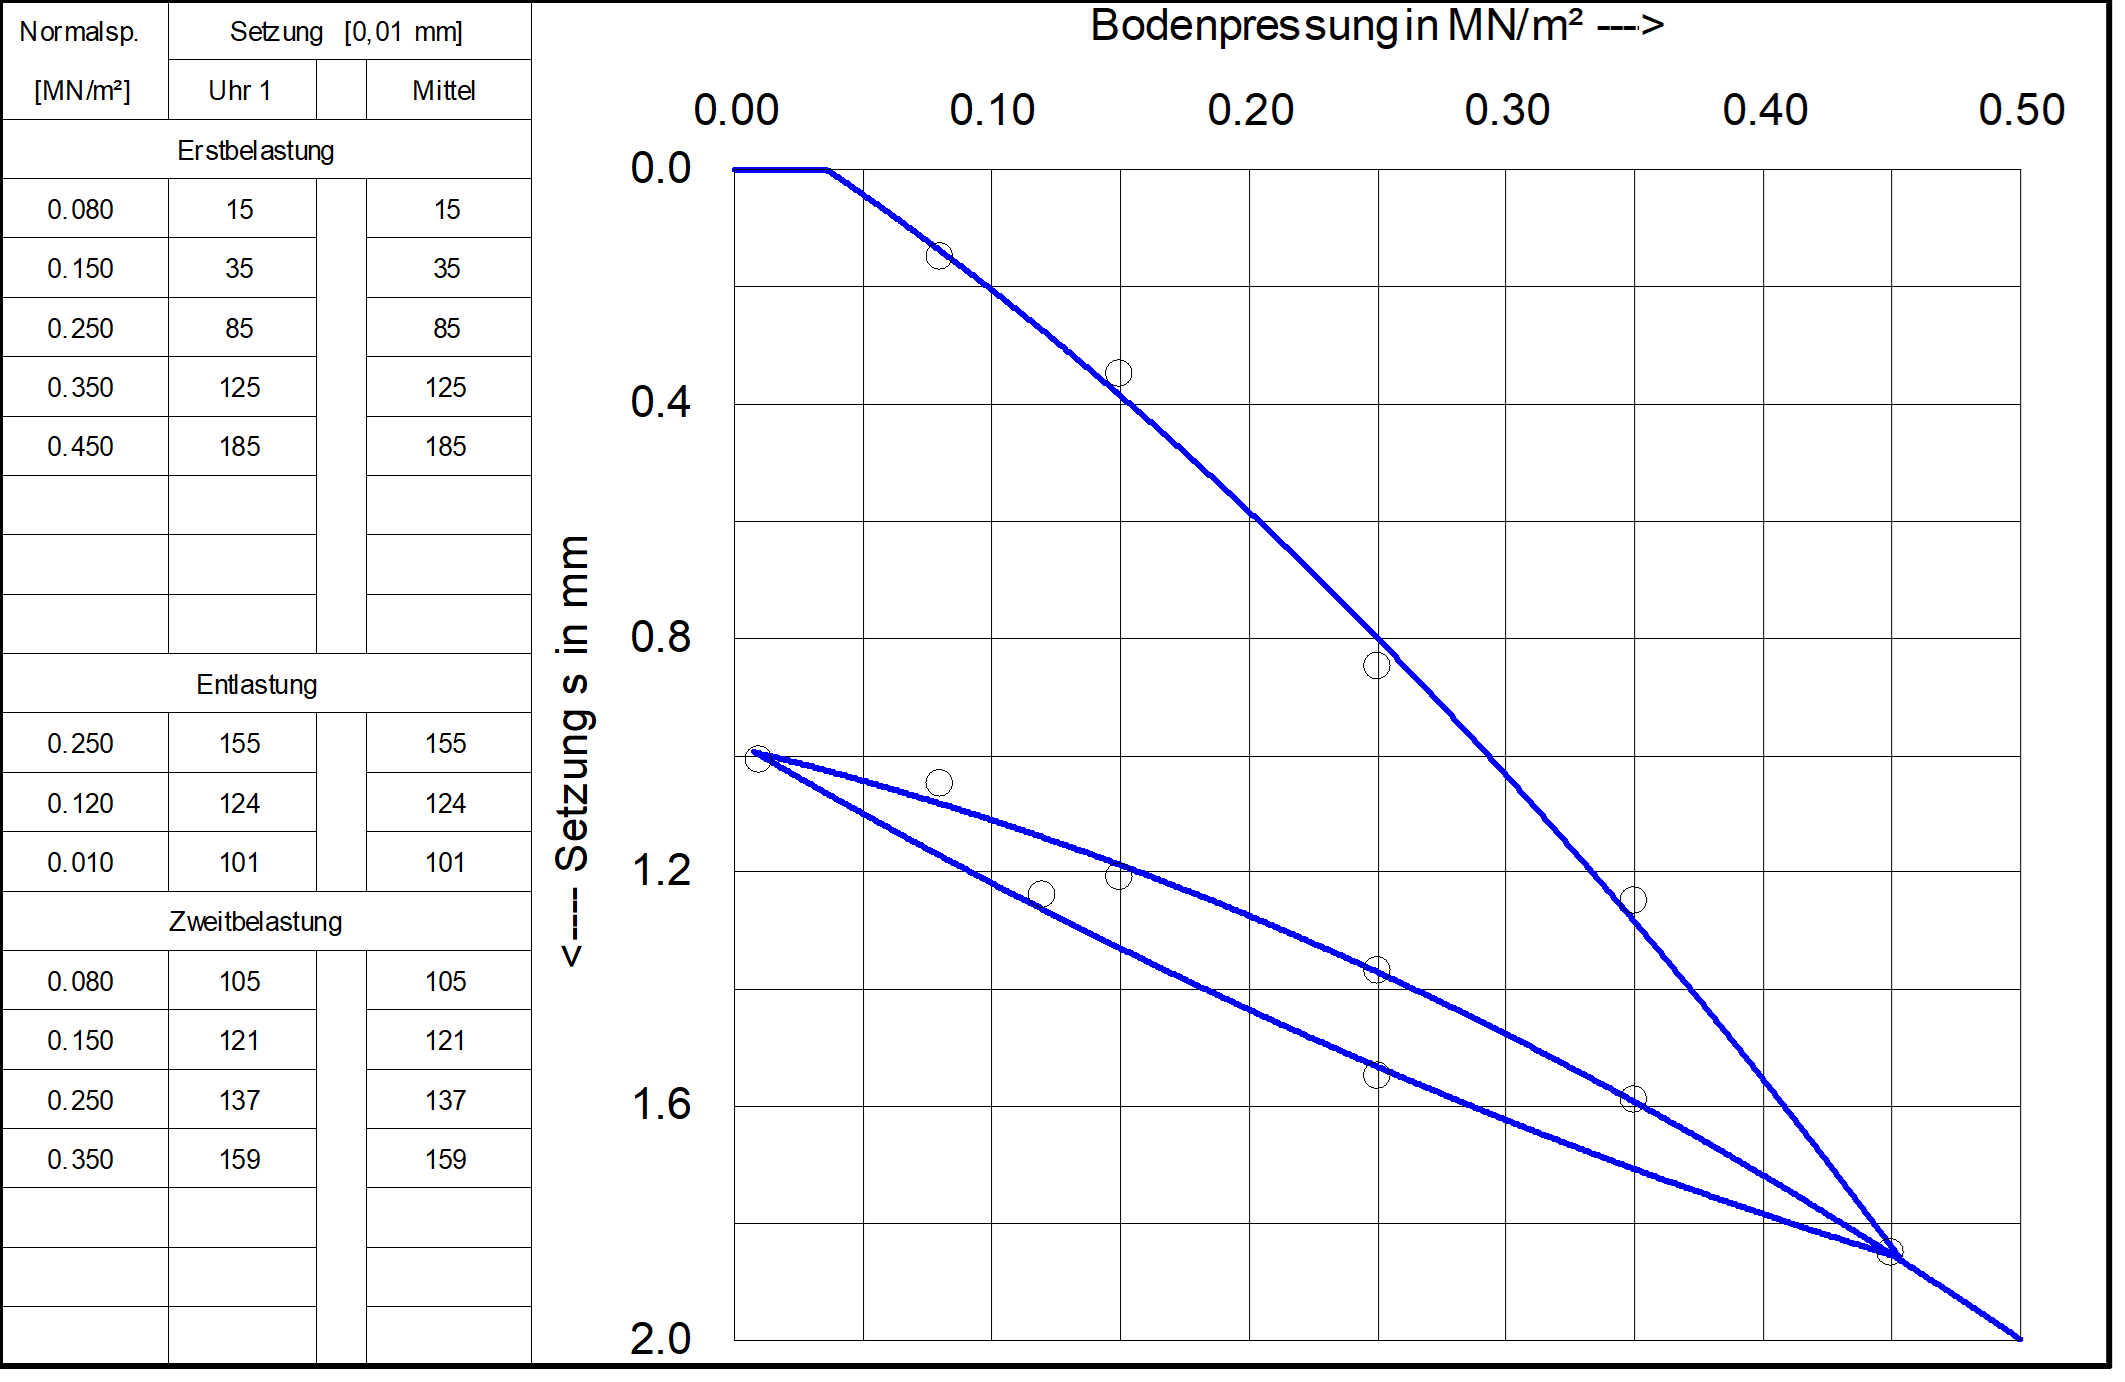 Normalsp. Setzung [0,01 mm]
[MN/m²] Uhr 1 Mittel
Erstbelastung
0.080 15 15
0.150 35 35
0.250 85 85
0.350 125 125
0.450 185 185
Entlastung
0.250 155 155
0.120 124 124
0.010 101 101
Zweitbelastung
0.080 105 105
0.150 121 121
0.250 137 137
0.350 159 159
Bodenpressung in MN/m² ---->
0.00 0.10 0.20 0.30 0.40 0.50
0.0
0.4
0.8
1.2
1.6
2.0
<---- Setzung s in mm